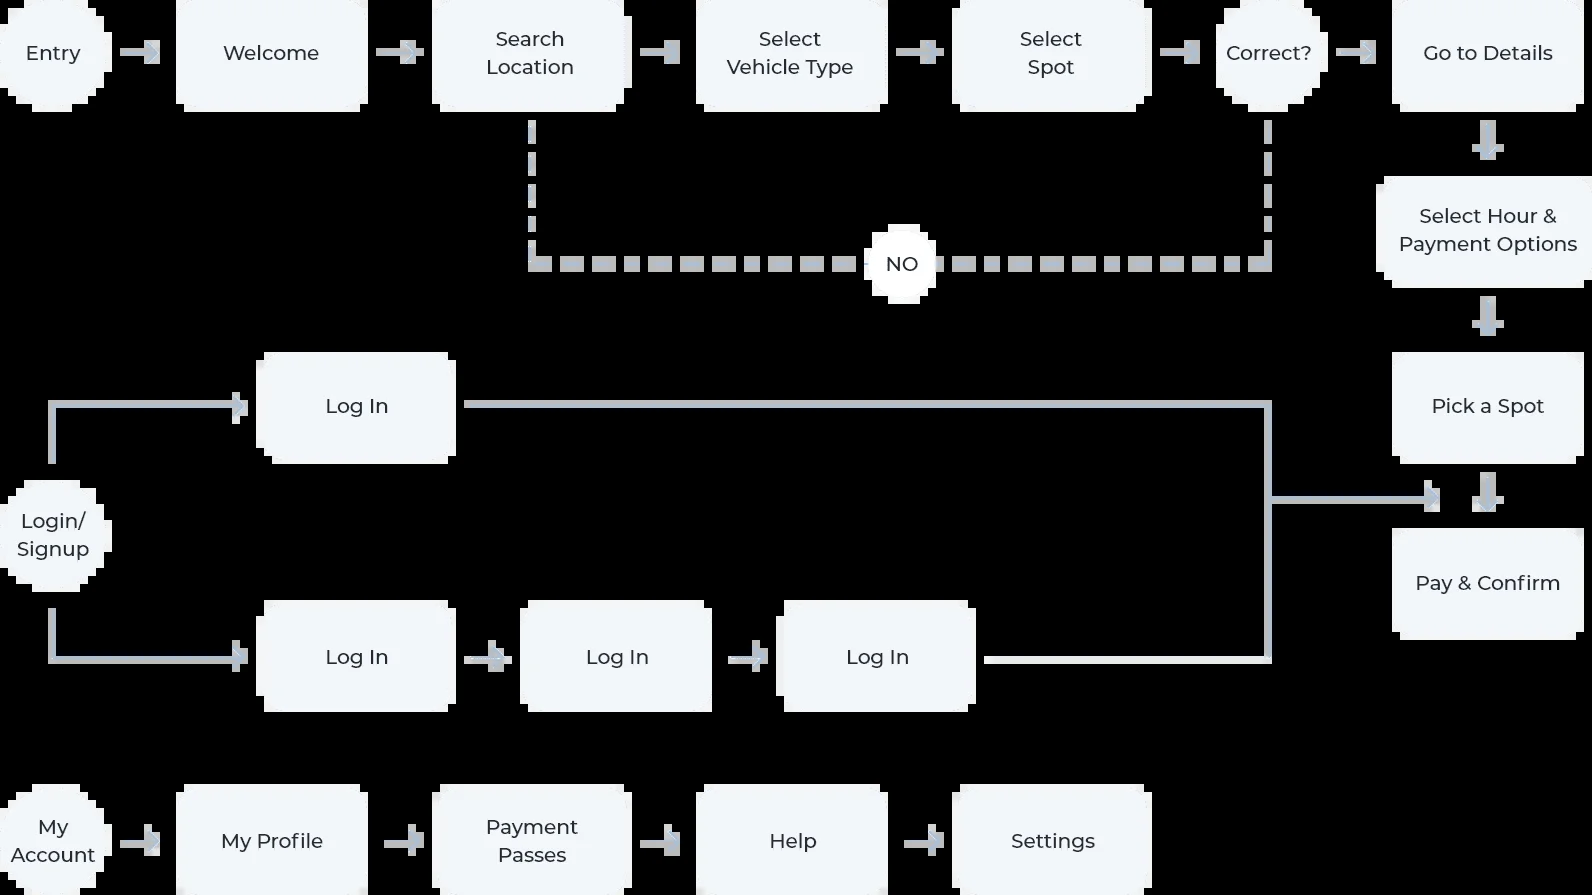 Entry
Welcome
Search
Location
Select
Vehicle Type
Select
Spot
Correct?
Go to Details
Select Hour &
Payment Options
NO
Log In
Pick a Spot
Login/
Signup
Pay & Confirm
Log In
Log In
Log In
My
Account
My Profile
Payment
Passes
Help
Settings